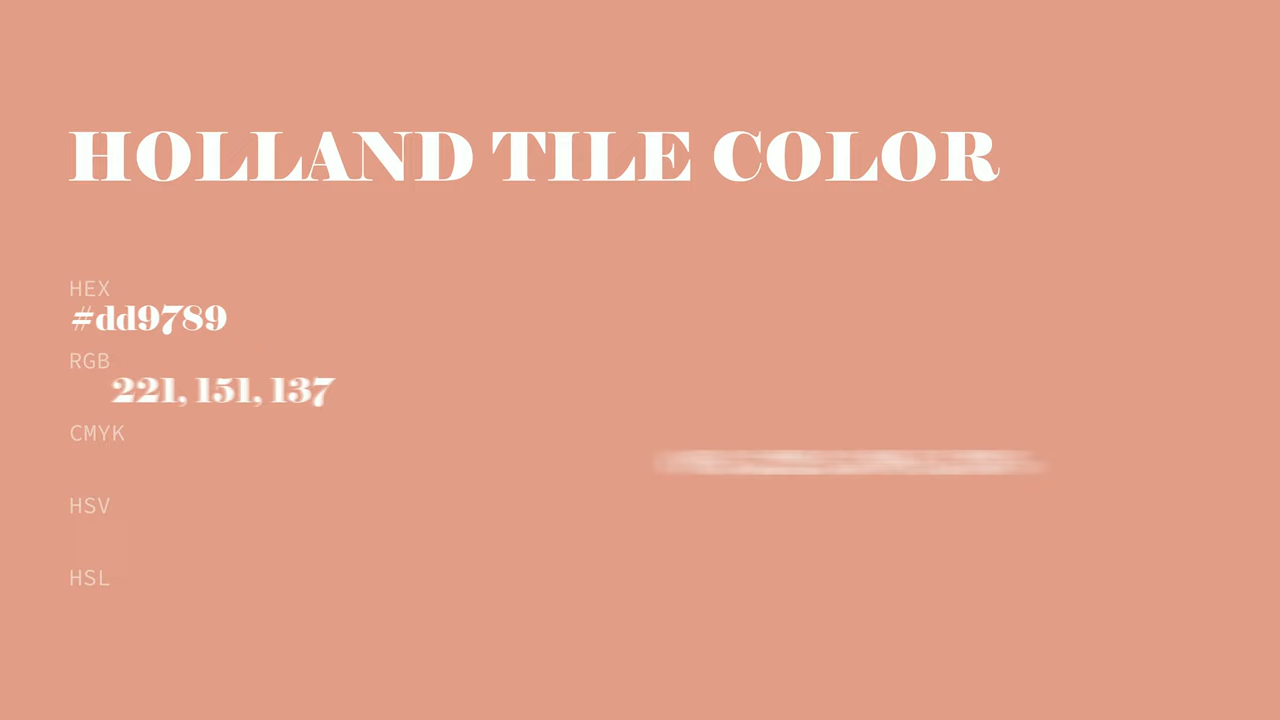 HOLLAND TILE COLOR
HEX
#dd9789
RGB
221, 151, 137
CMYK
HSV
HSL